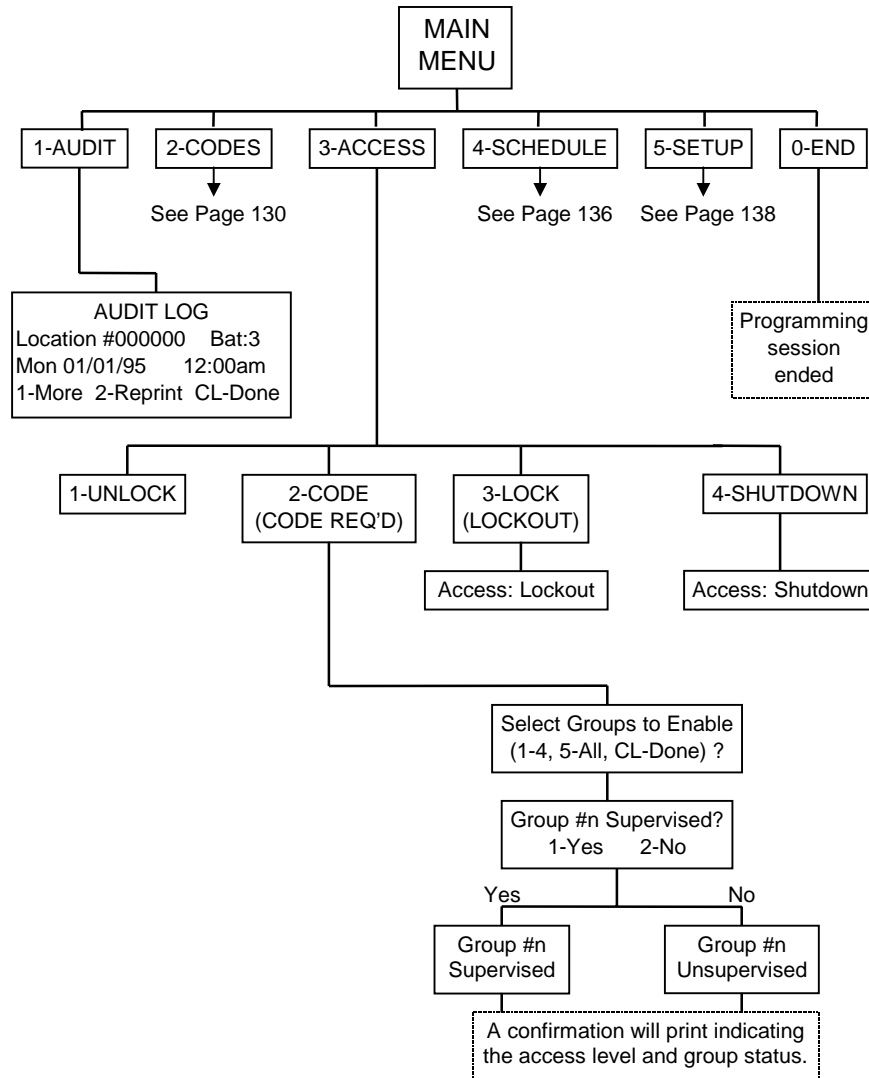 MAIN
MENU
1-AUDIT 2-CODES 3-ACCESS 4-SCHEDULE 5-SETUP 0-END
See Page 130 See Page 136 See Page 138
AUDIT LOG
Location #000000 Bat:3
Mon 01/01/95 12:00am
1-More 2-Reprint CL-Done
Programming
session
ended
1-UNLOCK
2-CODE
(CODE REQ'D)
3-LOCK
(LOCKOUT)
4-SHUTDOWN
Access: Lockout
Access: Shutdown
Select Groups to Enable
(1-4, 5-All, CL-Done) ?
Group #n Supervised?
1-Yes 2-No
Yes No
Group #n
Supervised
Group #n
Unsupervised
A confirmation will print indicating
the access level and group status.